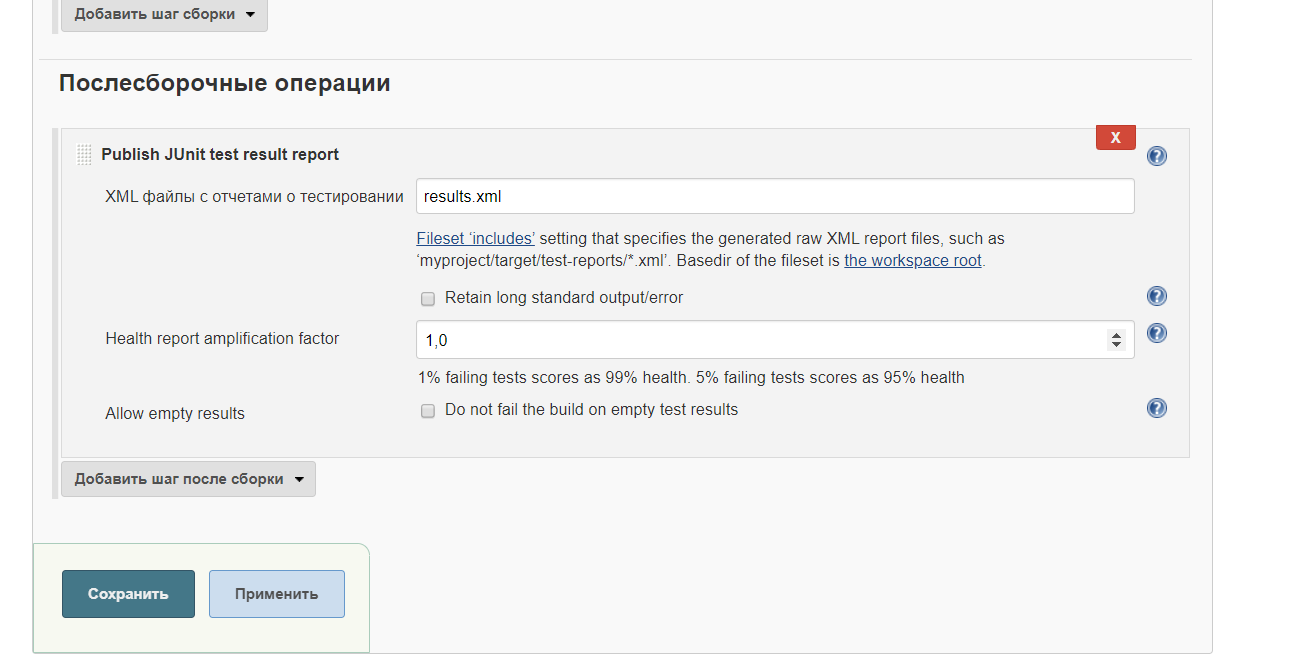 Добавить шаг сборки
Послесборочные операции
X
Publish JUnit test result report
XML файлы с отчетами о тестировании
results.xml
Fileset ‘includes’ setting that specifies the generated raw XML report files, such as
‘myproject/target/test-reports/*.xml’. Basedir of the fileset is the workspace root.
Retain long standard output/error
Health report amplification factor
1,0
1% failing tests scores as 99% health. 5% failing tests scores as 95% health
Allow empty results
Do not fail the build on empty test results
Добавить шаг после сборки
Сохранить
Применить